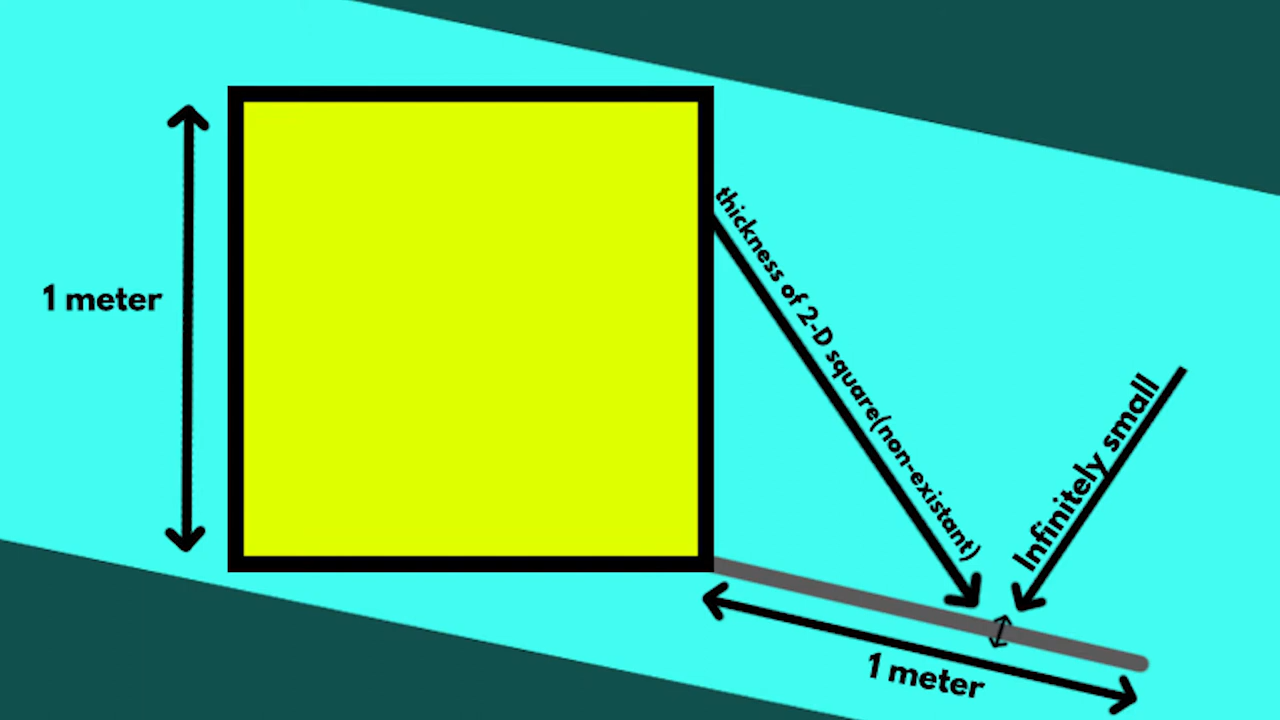 1 meter
thickness of 2-D square(non-existant)
Infinitely small
1 meter